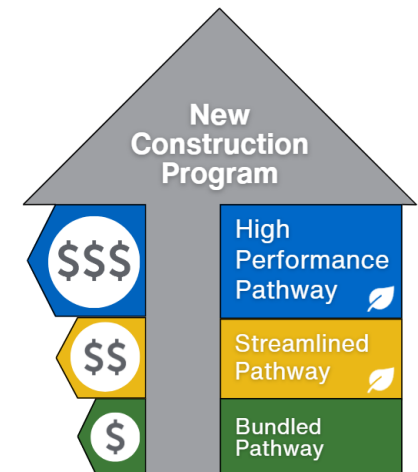 New
Construction
Program
$$$
High
Performance
Pathway
$$
Streamlined
Pathway
$
Bundled
Pathway